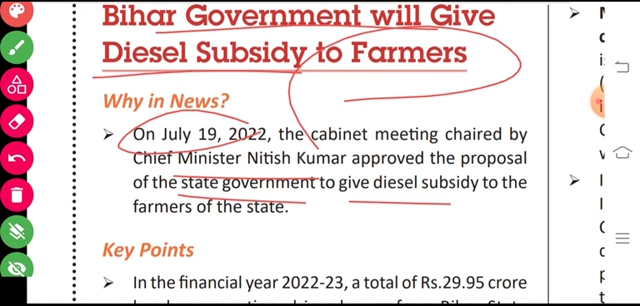 Bihar Government will Give
Diesel Subsidy to Farmers
Why in News?
On July 19, 2022, the cabinet meeting chaired by
Chief Minister Nitish Kumar approved the proposal
of the state government to give diesel subsidy to the
farmers of the state.
Key Points
In the financial year 2022-23, a total of Rs.29.95 crore